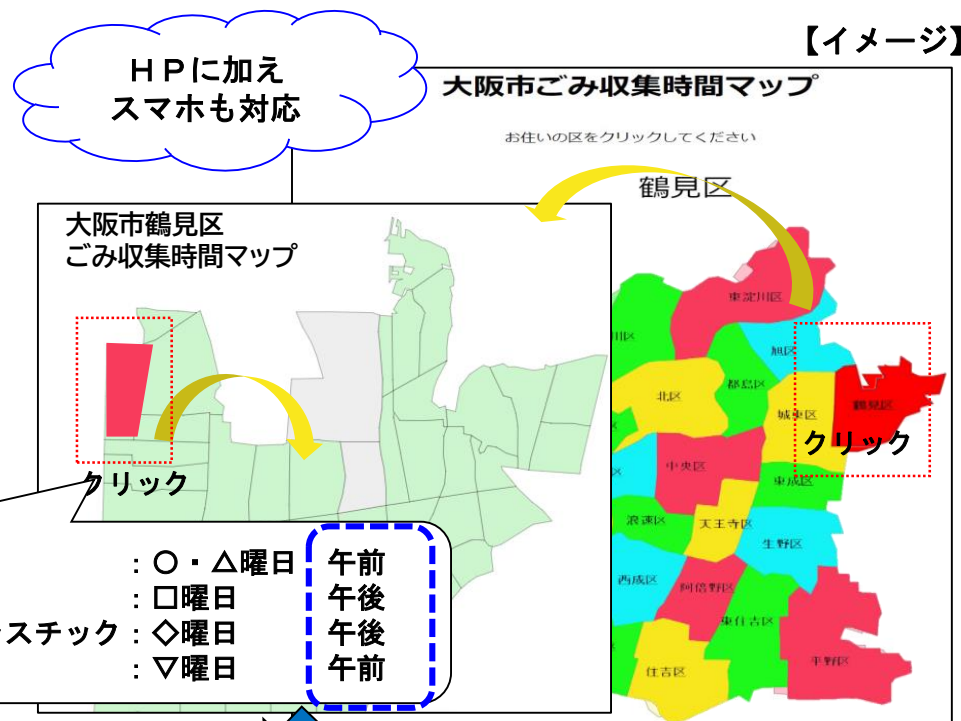 【イメージ】
ＨＰに加え
スマホも対応
大阪市ごみ収集時間マップ
お住いの区をクリックしてください
鶴見区
大阪市鶴見区
ごみ収集時間マップ
東淀川区
旭区
都島区
北区
城東区
鶴見区
クリック
中央区
東成区
浪速区
天王寺区
生野区
西成区
阿倍野区
東住吉区
平野区
住吉区
クリック
：○・△曜日 午前
：□曜日 午後
スチック：◇曜日 午後
：▽曜日 午前